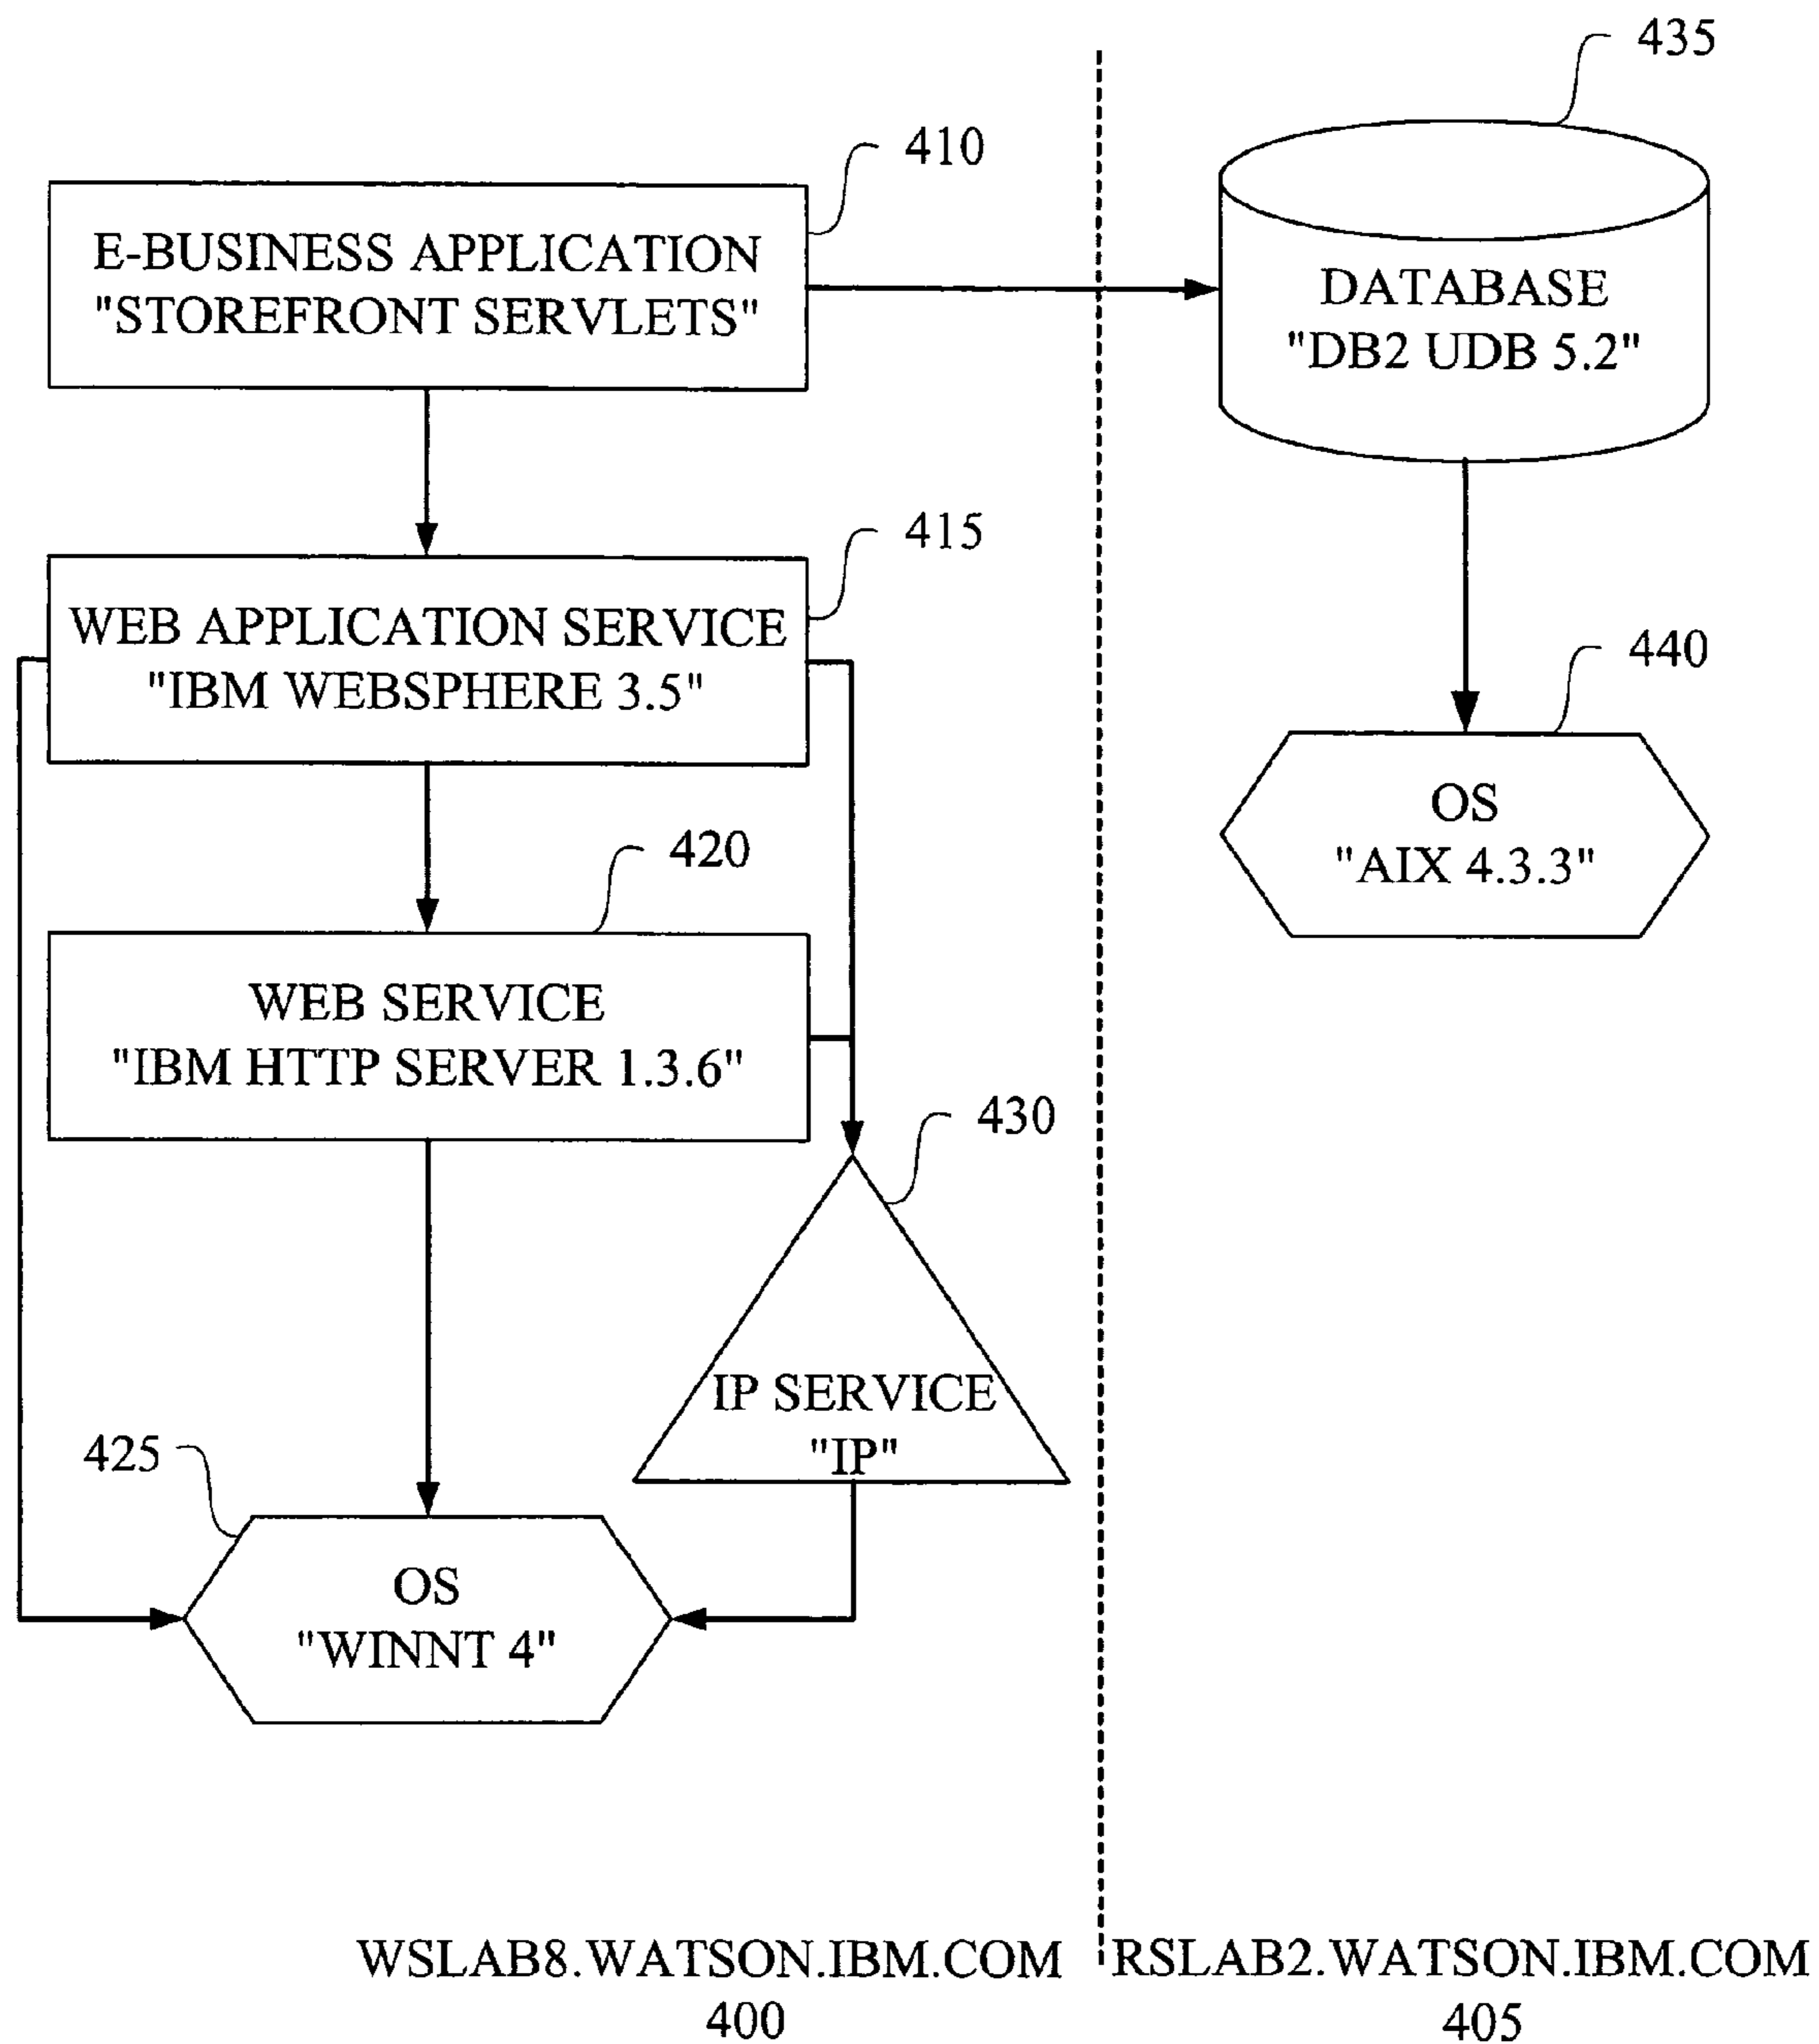 435
410
E-BUSINESS APPLICATION
"STOREFRONT SERVLETS"
DATABASE
"DB2 UDB 5.2"
415
WEB APPLICATION SERVICE
"IBM WEBSPHERE 3.5"
440
OS
"AIX 4.3.3"
420
WEB SERVICE
"IBM HTTP SERVER 1.3.6"
430
IP SERVICE
"IP"
425
OS
"WINNT 4"
WSLAB8.WATSON.IBM.COM
400
RSLAB2.WATSON.IBM.COM
405